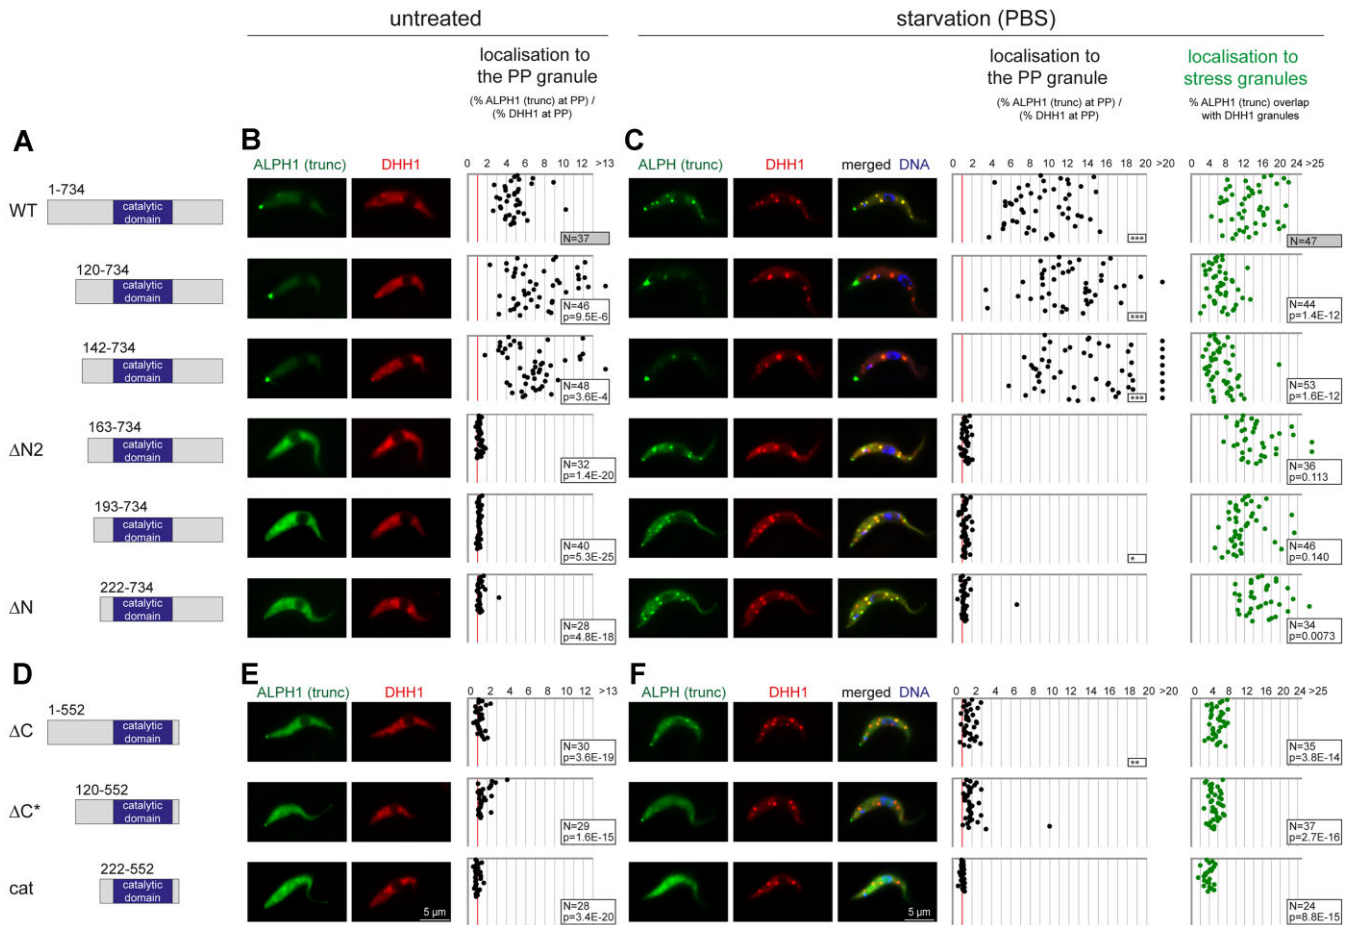 untreated
starvation (PBS)
localisation to
the PP granule
(% ALPH1 (trunc) at PP) /
(% DHH1 at PP)
localisation to
the PP granule
(% ALPH1 (trunc) at PP) /
(% DHH1 at PP)
localisation to
stress granules
% ALPH1 (trunc) overlap
with DHH1 granules
A
B
C
ALPH1 (trunc) DHH1 0 2 4 6 8 10 12 >13
ALPH (trunc) DHH1 merged DNA 0 2 4 6 8 10 12 14 16 18 20 >20
0 4 8 12 16 20 24 >25
WT
1-734
catalytic
domain
N=37
***
N=47
120-734
catalytic
domain
N=46
p=9.5E-6
***
N=44
p=1.4E-12
142-734
catalytic
domain
N=48
p=3.6E-4
***
N=53
p=1.6E-12
ΔN2
163-734
catalytic
domain
N=32
p=1.4E-20
N=36
p=0.113
193-734
catalytic
domain
N=40
p=5.3E-25
*
N=46
p=0.140
ΔN
222-734
catalytic
domain
N=28
p=4.8E-18
N=34
p=0.0073
D
E
F
ALPH1 (trunc) DHH1 0 2 4 6 8 10 12 >13
ALPH (trunc) DHH1 merged DNA 0 2 4 6 8 10 12 14 16 18 20 >20
0 4 8 12 16 20 24 >25
ΔC
1-552
catalytic
domain
N=30
p=3.6E-19
**
N=35
p=3.8E-14
ΔC*
120-552
catalytic
domain
N=29
p=1.6E-15
N=37
p=2.7E-16
cat
222-552
catalytic
domain
5 µm
N=28
p=3.4E-20
5 µm
N=24
p=8.8E-15